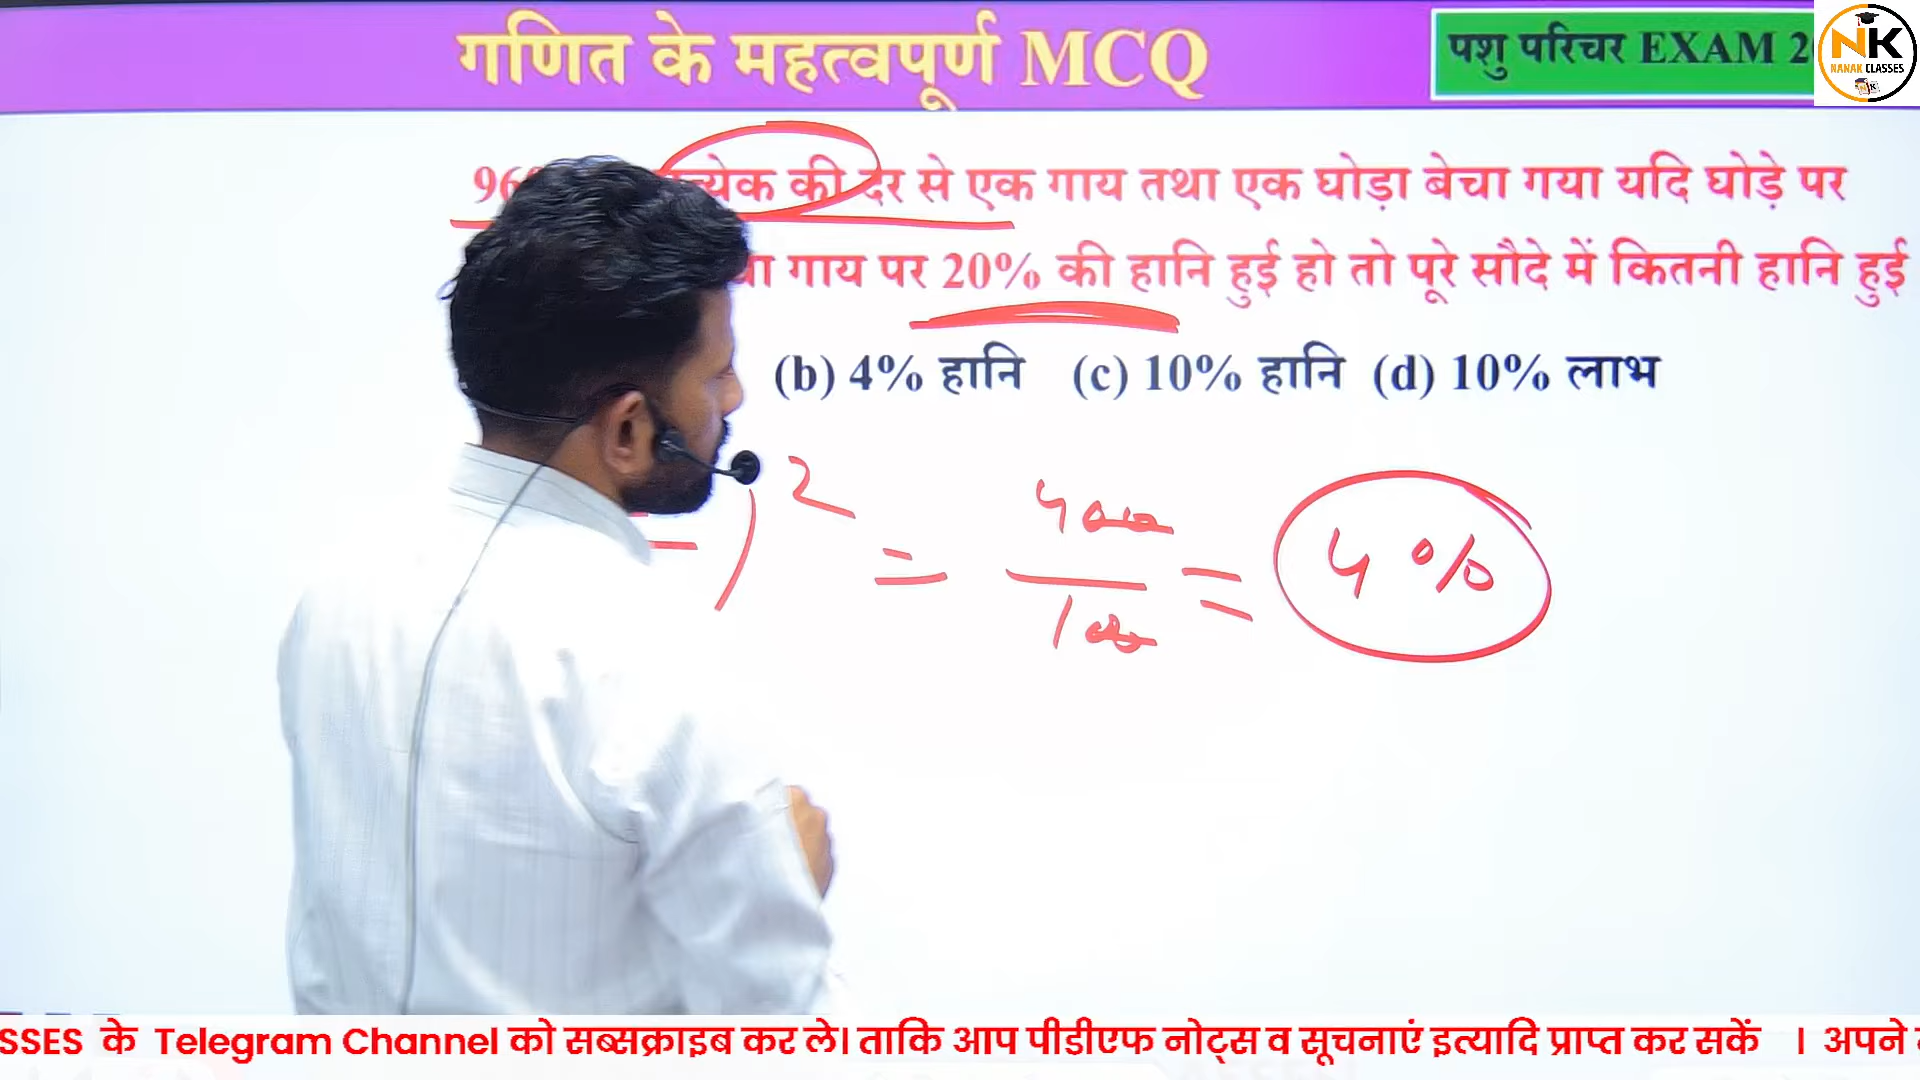 गणित के महत्वपूर्ण MCQ
पशु परिचर EXAM
NK
NANAK CLASSES
की दर से एक गाय तथा एक घोड़ा बेचा गया यदि घोड़े पर
गाय पर 20% की हानि हुई हो तो पूरे सौदे में कितनी हानि हुई
(b) 4% हानि (c) 10% हानि (d) 10% लाभ
2 = 400/100 = 4%
के Telegram Channel को सब्सक्राइब कर ले। ताकि आप पीडीएफ नोट्स व सूचनाएं इत्यादि प्राप्त कर सकें । अपने